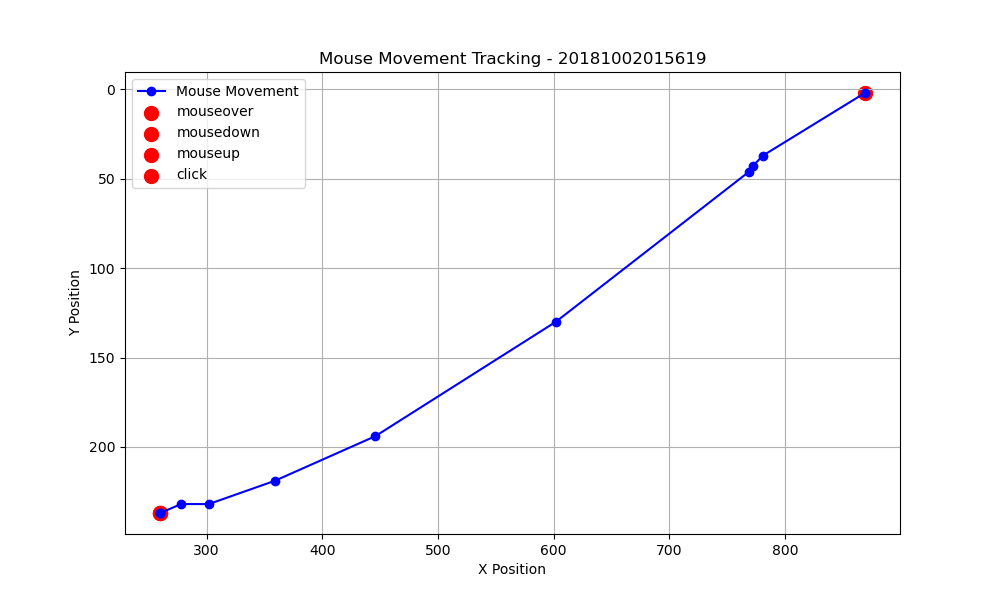 Mouse Movement Tracking - 20181002015619
Mouse Movement
mouseover
mousedown
mouseup
click
0
50
100
150
200
Y Position
300
400
500
600
700
800
X Position